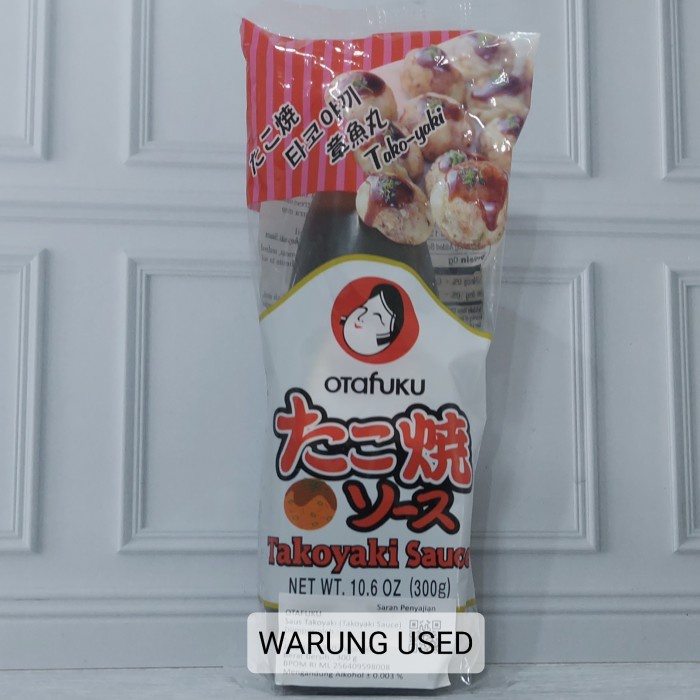 たこ焼
타코야끼
章魚丸
Tako-yaki
OTafuKU
たこ焼
ソース
Takoyaki Sauce
NET WT. 10.6 OZ (300g)
Saran Penyajian
OTAFUKU
Saus Takoyaki (Takoyaki Sauce)
WARUNG USED
300 g
BPOM RI ML 256409598008
Mengandung Alkohol ± 0.003 %